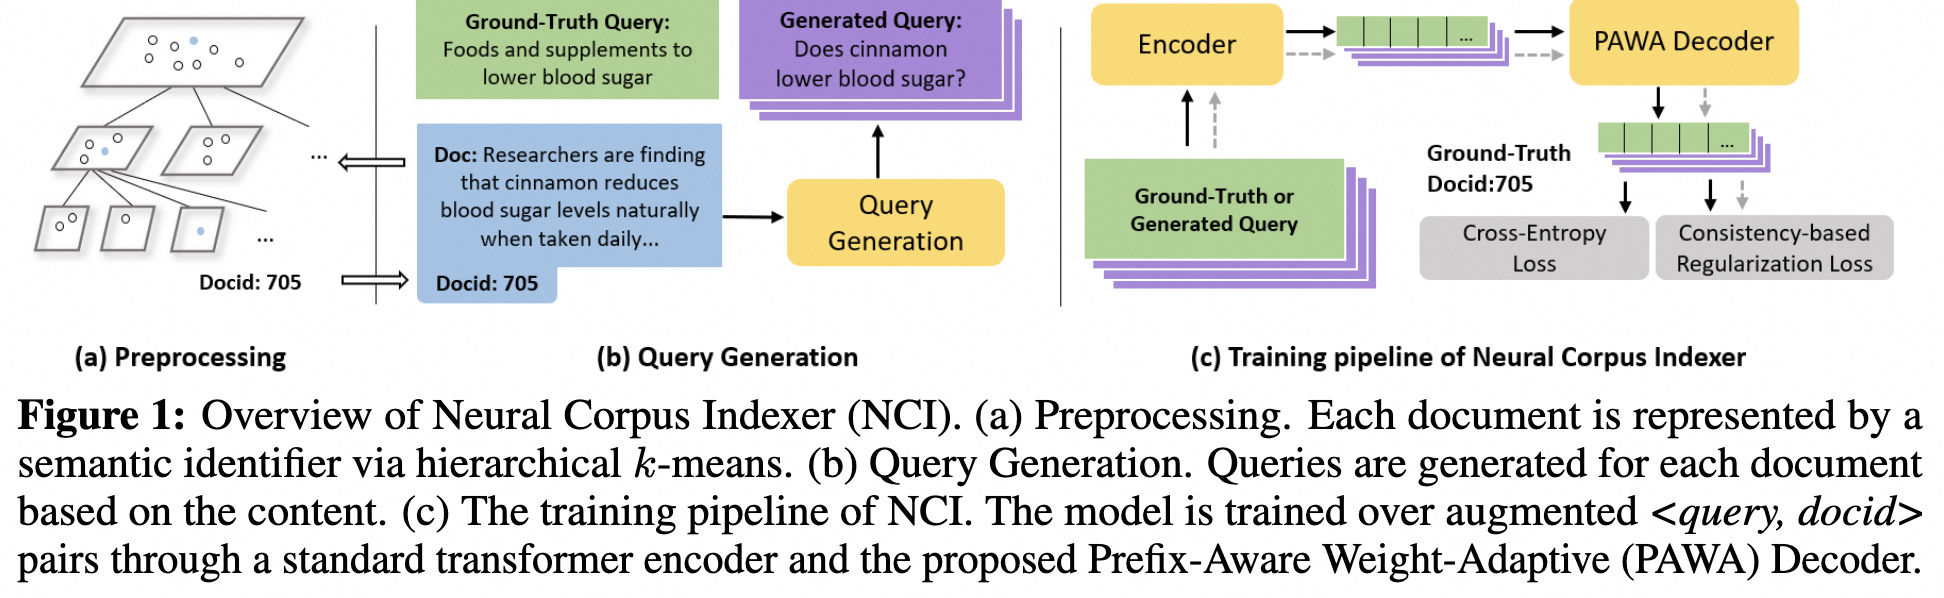 ...
Docid: 705
(a) Preprocessing
Ground-Truth Query:
Foods and supplements to
lower blood sugar
Generated Query:
Does cinnamon
lower blood sugar?
Doc: Researchers are finding
that cinnamon reduces
blood sugar levels naturally
when taken daily...
Docid: 705
Query
Generation
...
(b) Query Generation
Encoder
...
PAWA Decoder
Ground-Truth or
Generated Query
...
Ground-Truth
Docid:705
Cross-Entropy
Loss
Consistency-based
Regularization Loss
(c) Training pipeline of Neural Corpus Indexer
Figure 1: Overview of Neural Corpus Indexer (NCI). (a) Preprocessing. Each document is represented by a
semantic identifier via hierarchical k-means. (b) Query Generation. Queries are generated for each document
based on the content. (c) The training pipeline of NCI. The model is trained over augmented <query, docid>
pairs through a standard transformer encoder and the proposed Prefix-Aware Weight-Adaptive (PAWA) Decoder.